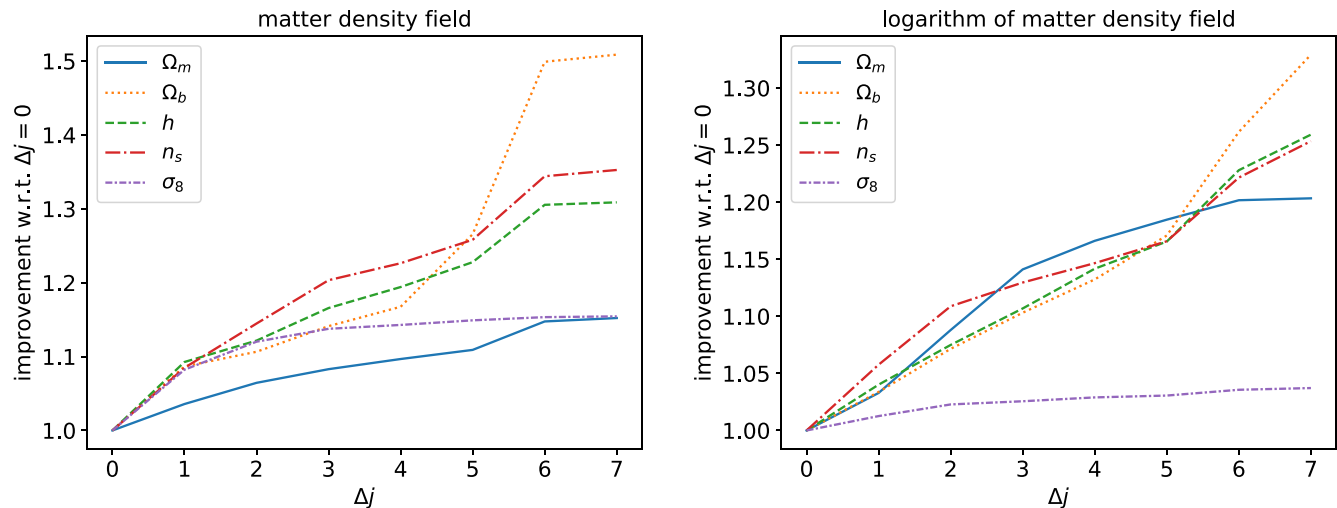 matter density field
improvement w.r.t. Δj = 0
1.5
1.4
1.3
1.2
1.1
1.0
Ωm
Ωb
h
ns
σ8
0 1 2 3 4 5 6 7
Δj
logarithm of matter density field
improvement w.r.t. Δj = 0
1.30
1.25
1.20
1.15
1.10
1.05
1.00
Ωm
Ωb
h
ns
σ8
0 1 2 3 4 5 6 7
Δj